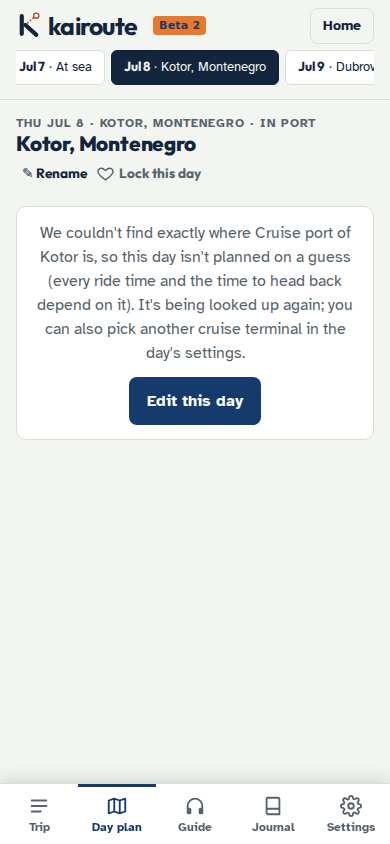 kairoute
Beta 2
Home
Jul 7 · At sea
Jul 8 · Kotor, Montenegro
Jul 9 · Dubrov
THU JUL 8 · KOTOR, MONTENEGRO · IN PORT
Kotor, Montenegro
✎ Rename
Lock this day
We couldn't find exactly where Cruise port of
Kotor is, so this day isn't planned on a guess
(every ride time and the time to head back
depend on it). It's being looked up again; you
can also pick another cruise terminal in the
day's settings.
Edit this day
Trip
Day plan
Guide
Journal
Settings